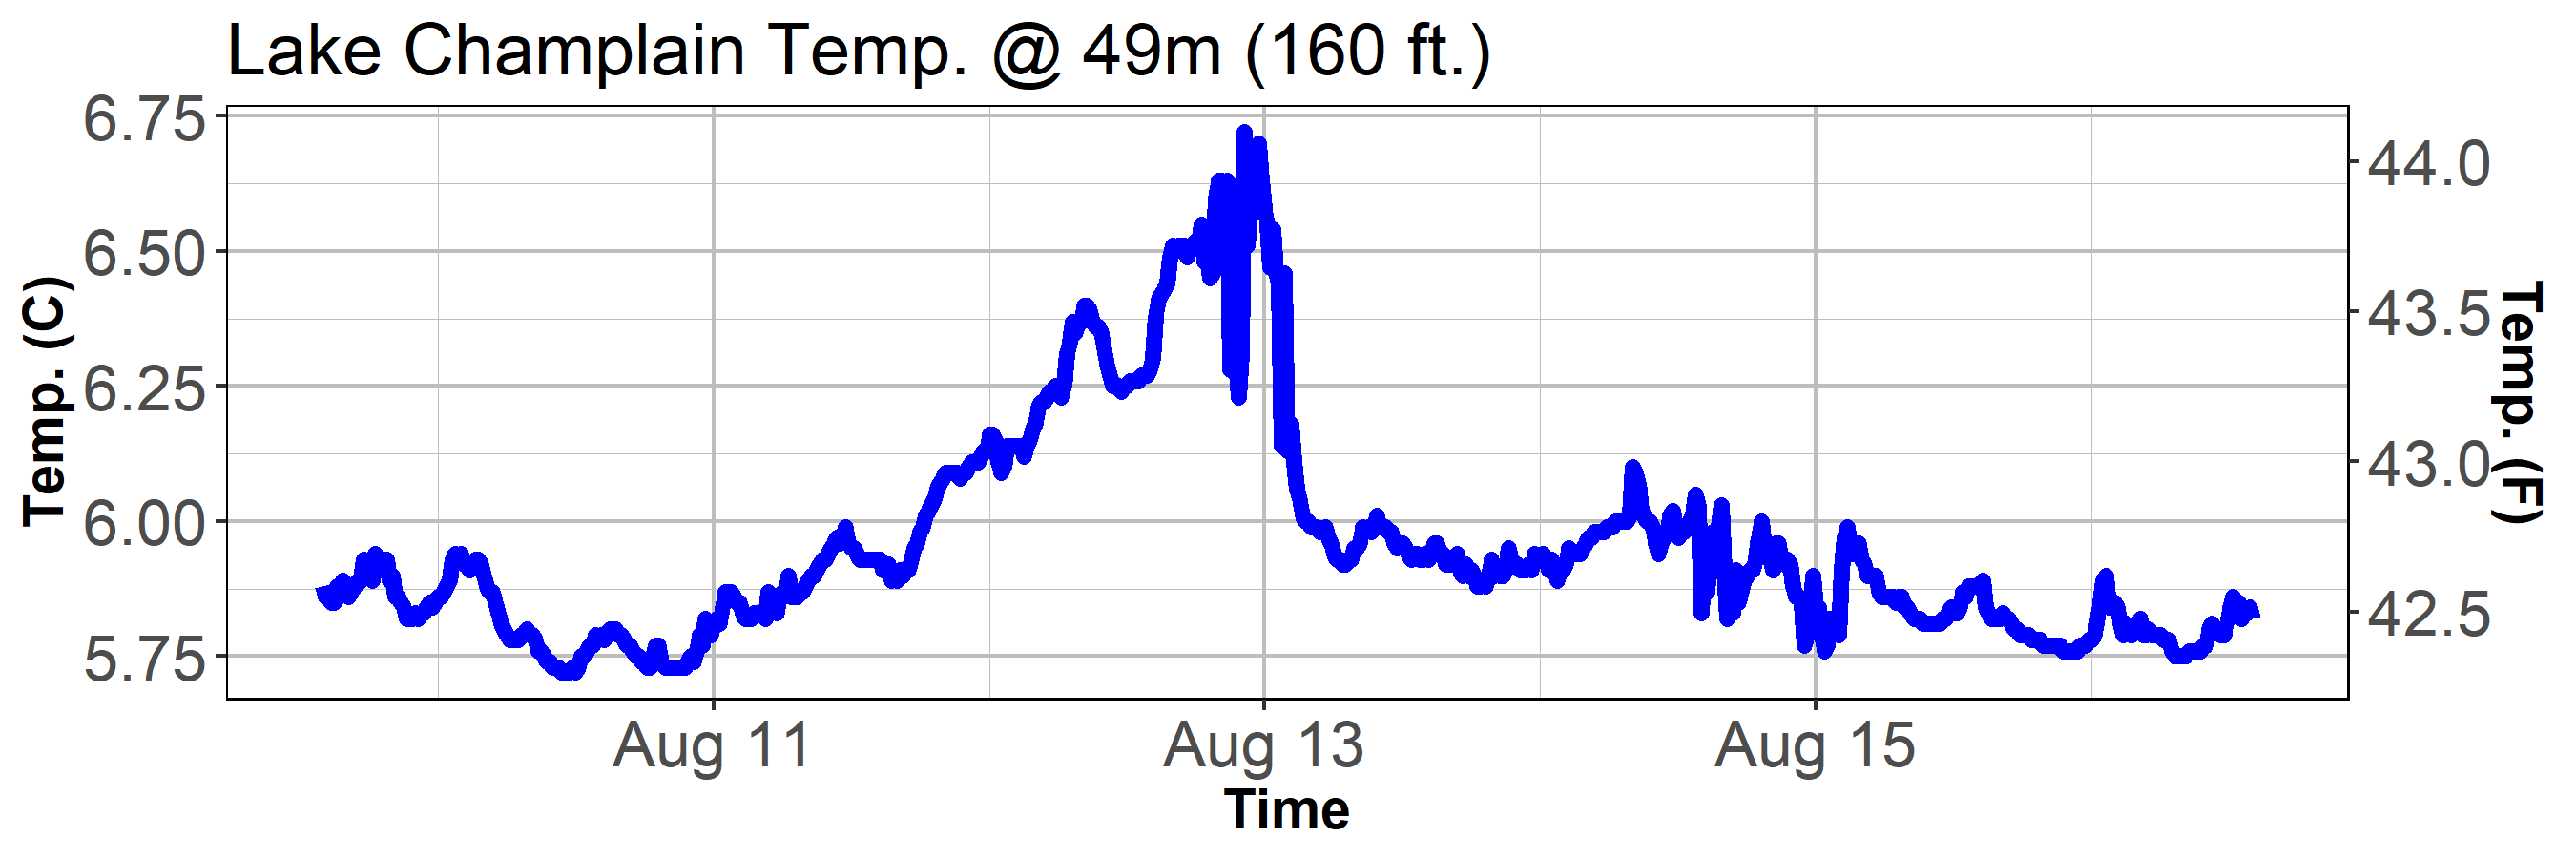 Lake Champlain Temp. @ 49m (160 ft.)
6.75
6.50
6.25
6.00
5.75
Temp. (C)
44.0
43.5
43.0
42.5
Temp. (F)
Aug 11 Aug 13 Aug 15
Time